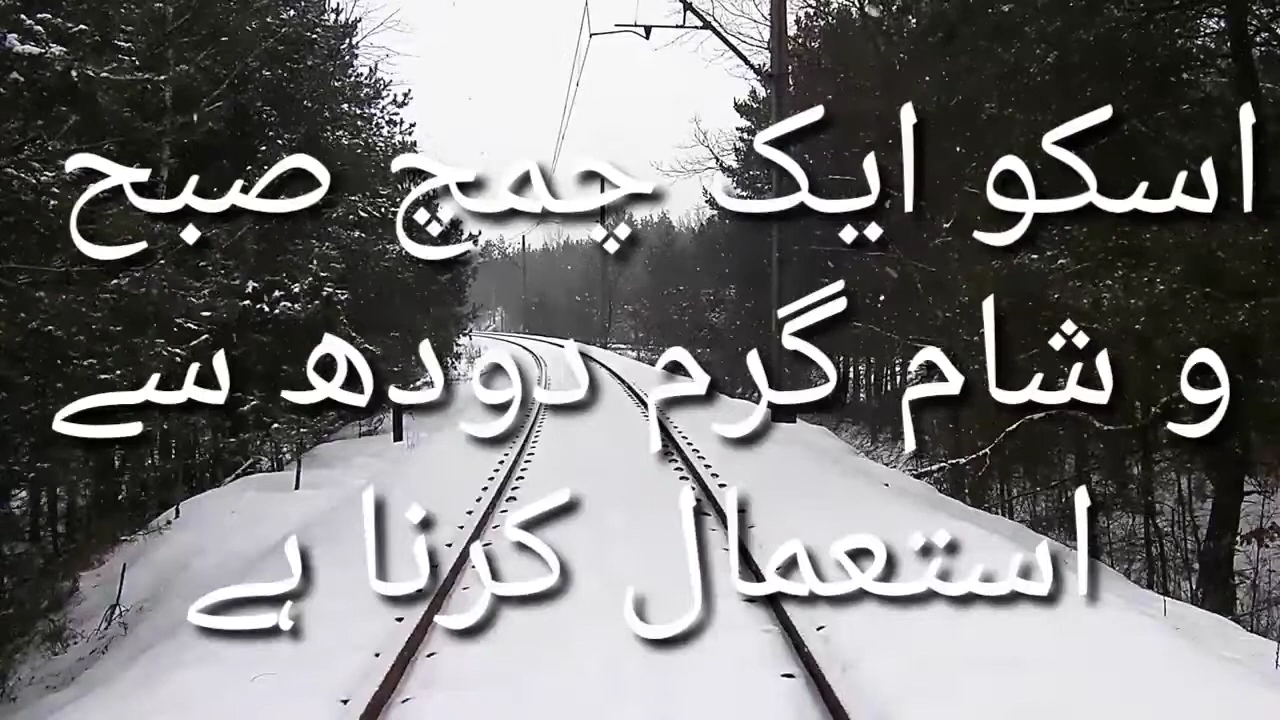 اسکو ایک چمچ صبح
و شام گرم دودھ سے
استعمال کرنا ہے